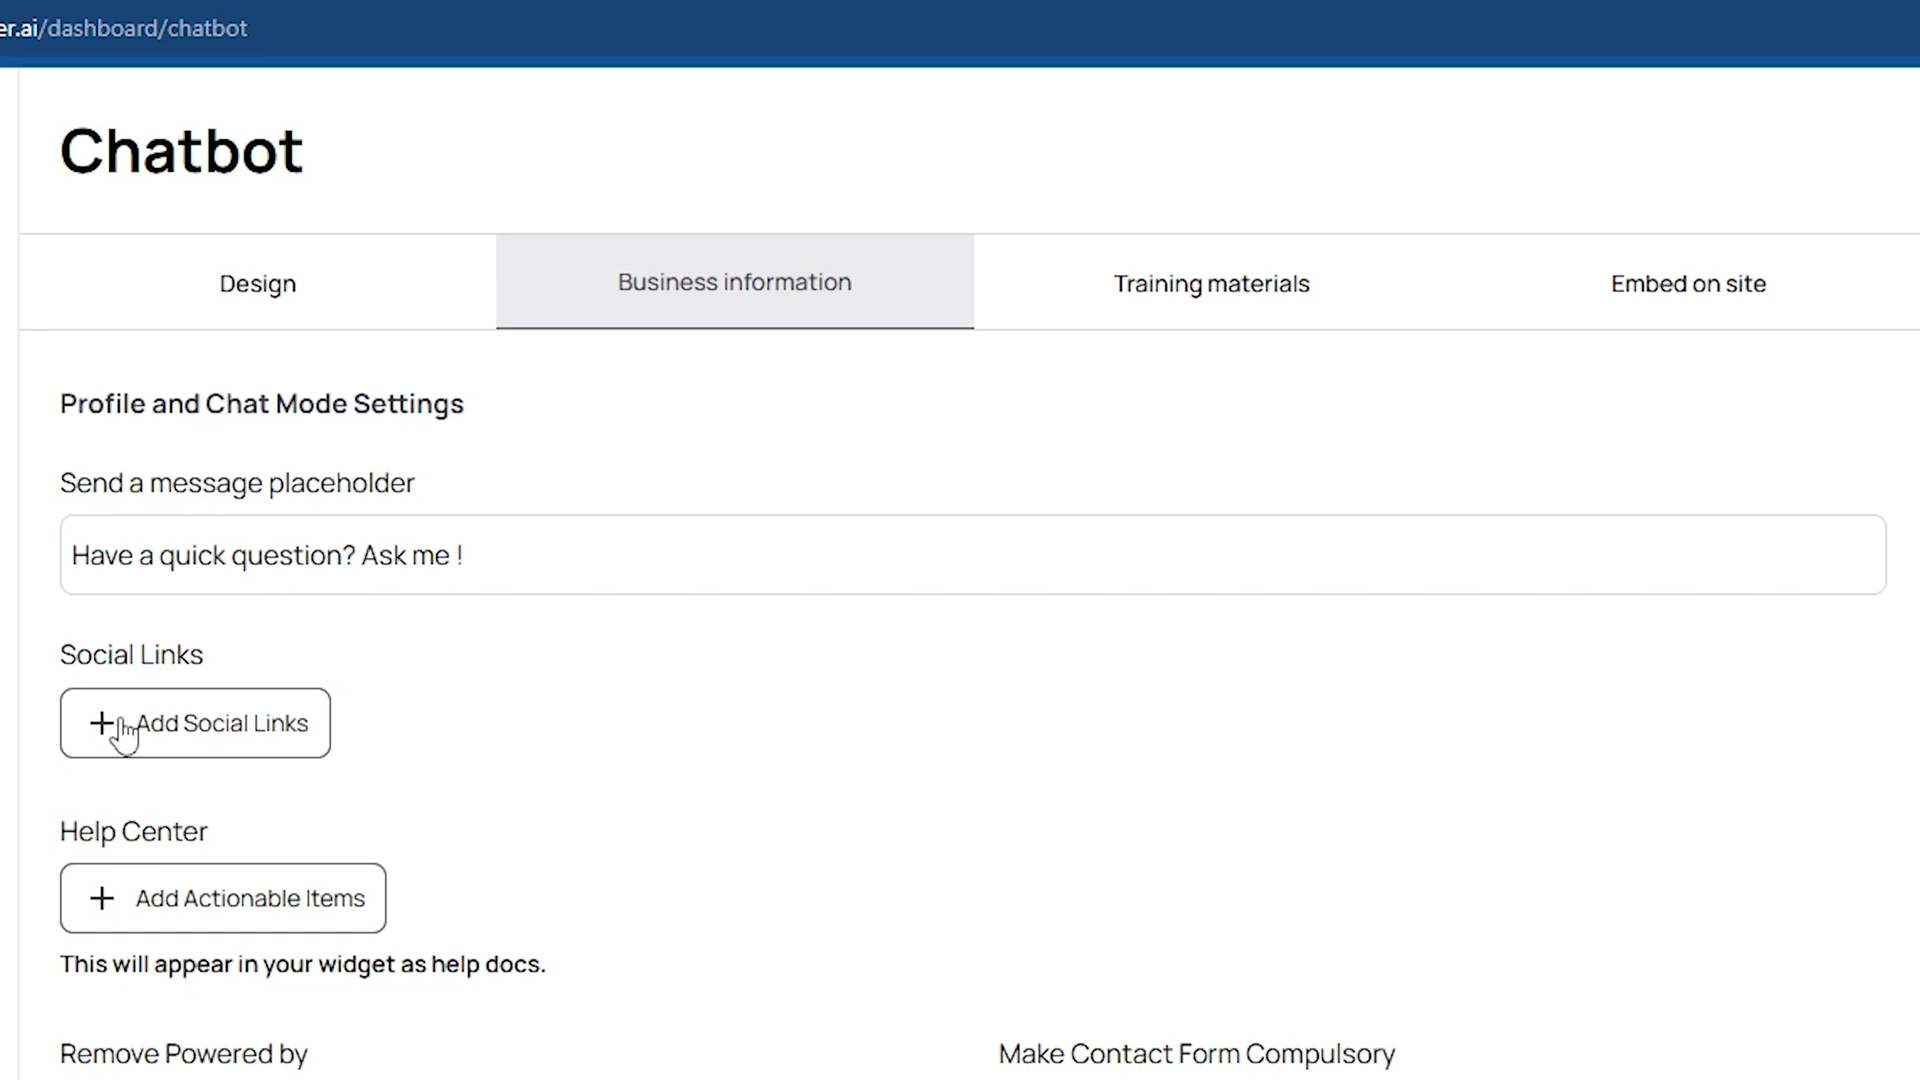 er.ai/dashboard/chatbot
Chatbot
Design
Business information
Training materials
Embed on site
Profile and Chat Mode Settings
Send a message placeholder
Have a quick question? Ask me !
Social Links
Add Social Links
Help Center
Add Actionable Items
This will appear in your widget as help docs.
Remove Powered by
Make Contact Form Compulsory